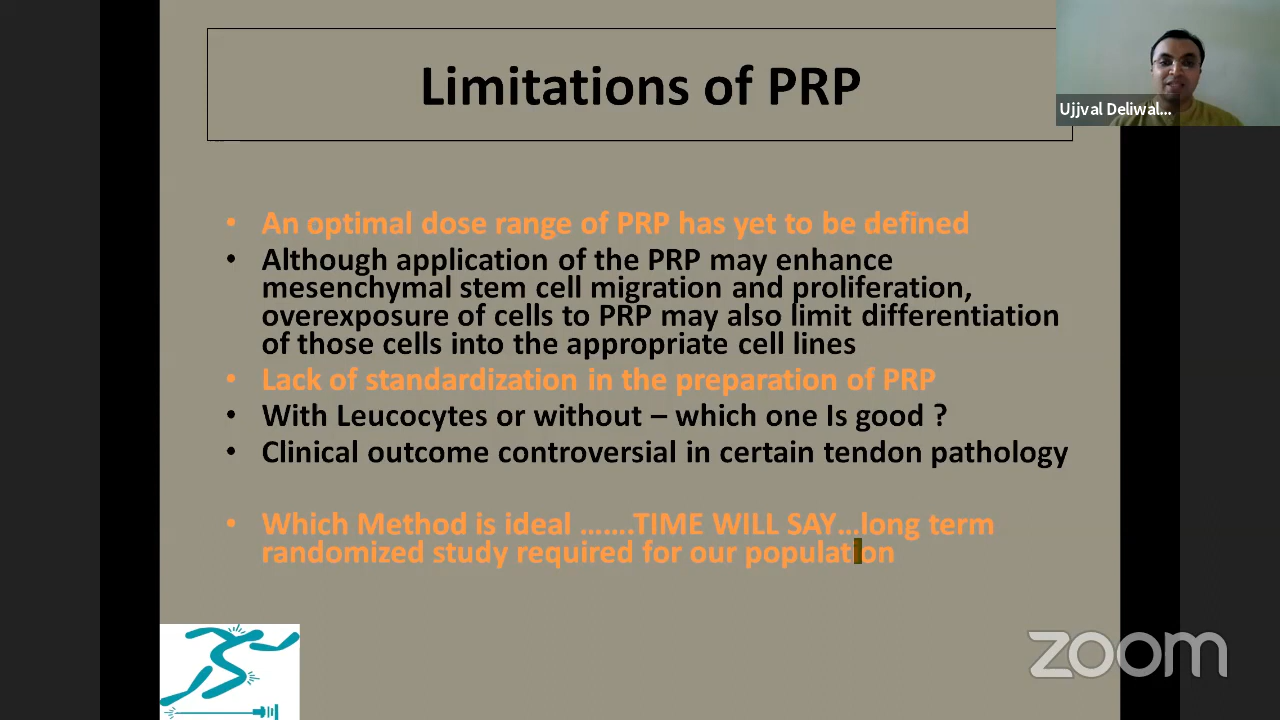 Limitations of PRP
Ujjval Deliwal...
• An optimal dose range of PRP has yet to be defined
• Although application of the PRP may enhance
mesenchymal stem cell migration and proliferation,
overexposure of cells to PRP may also limit differentiation
of those cells into the appropriate cell lines
• Lack of standardization in the preparation of PRP
• With Leucocytes or without – which one Is good ?
• Clinical outcome controversial in certain tendon pathology
• Which Method is ideal …….TIME WILL SAY…long term
randomized study required for our population
zoom